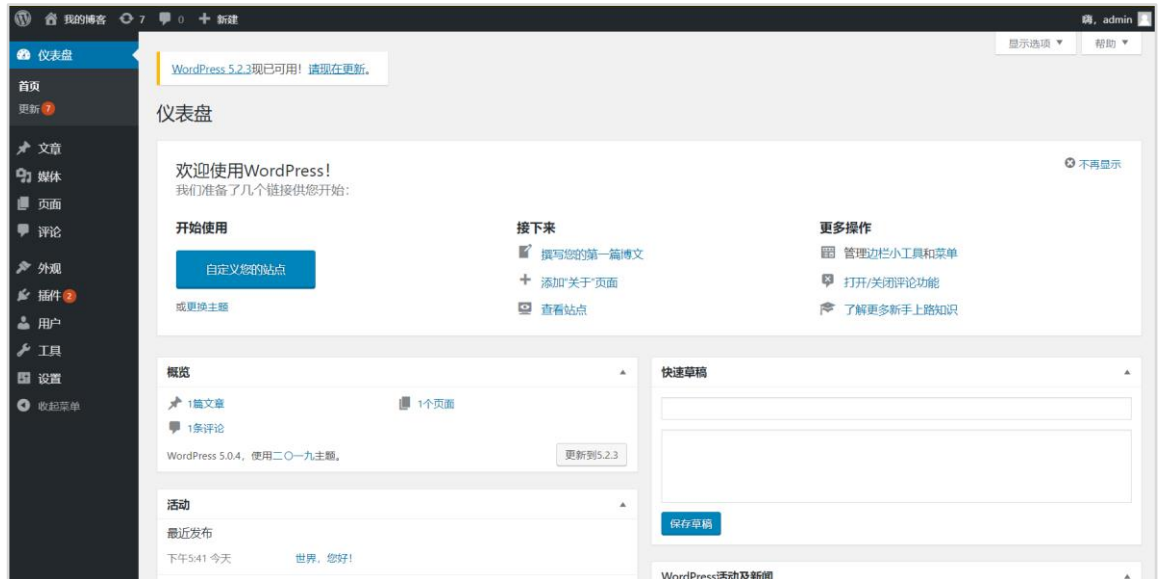 我的博客 7 0 新建 嗨，admin
仪表盘
首页
更新 7
文章
媒体
页面
评论
外观
插件 2
用户
工具
设置
收起菜单
显示选项 帮助
WordPress 5.2.3现已可用！请现在更新。
仪表盘
欢迎使用WordPress！
不再显示
我们准备了几个链接供您开始：
开始使用
自定义您的站点
或更换主题
接下来
撰写您的第一篇博文
添加“关于”页面
查看站点
更多操作
管理边栏小工具和菜单
打开/关闭评论功能
了解更多新手上路知识
概览
1篇文章 1个页面
1条评论
WordPress 5.0.4，使用二〇一九主题。 更新到5.2.3
活动
最近发布
下午5:41 今天 世界，您好！
快速草稿
保存草稿
WordPress活动及新闻